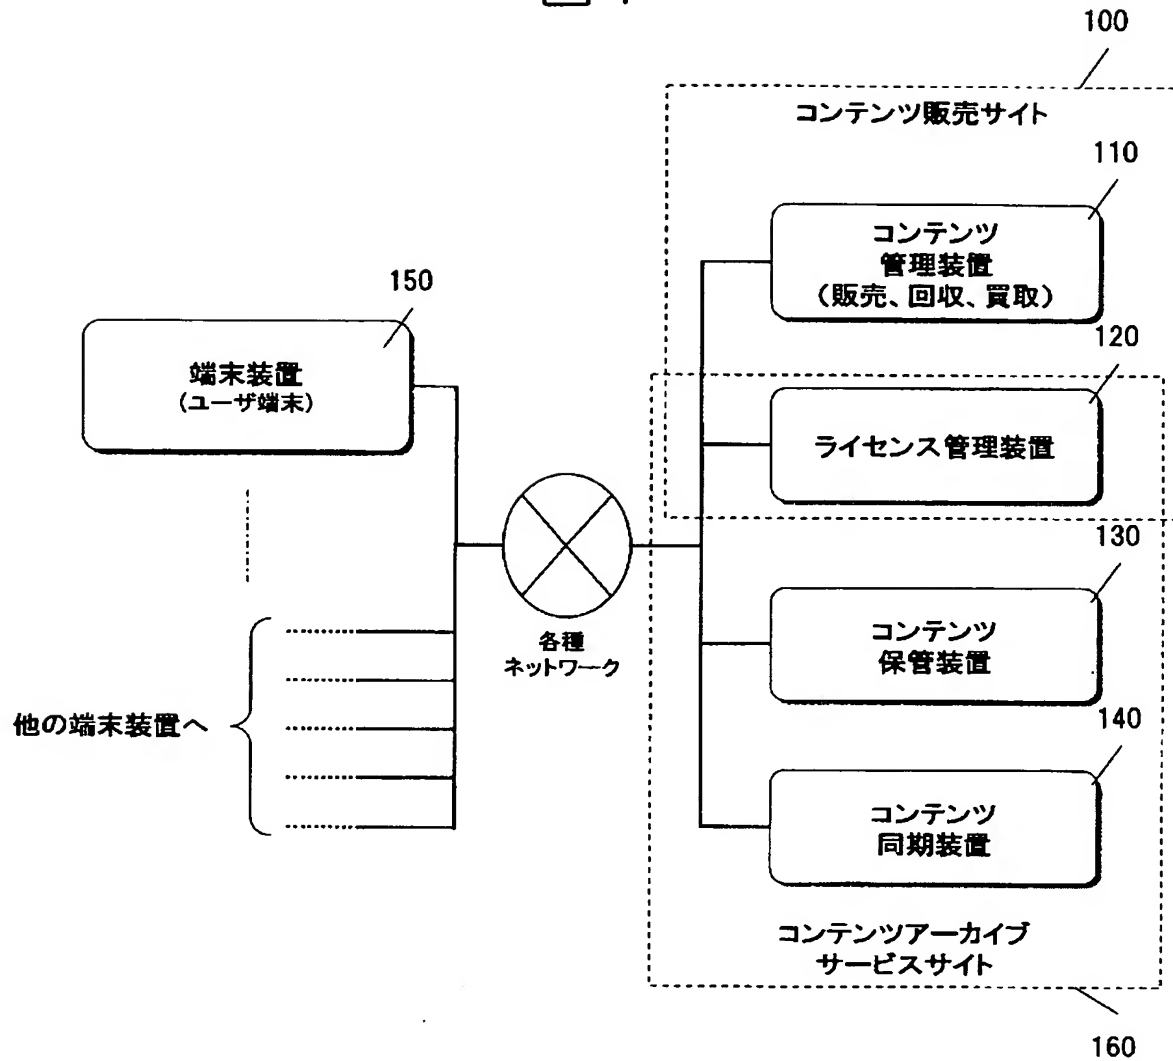 100
コンテンツ販売サイト
110
コンテンツ
管理装置
（販売、回収、買取）
150
端末装置
(ユーザ端末)
120
ライセンス管理装置
130
各種
ネットワーク
コンテンツ
保管装置
他の端末装置へ
140
コンテンツ
同期装置
コンテンツアーカイブ
サービスサイト
160